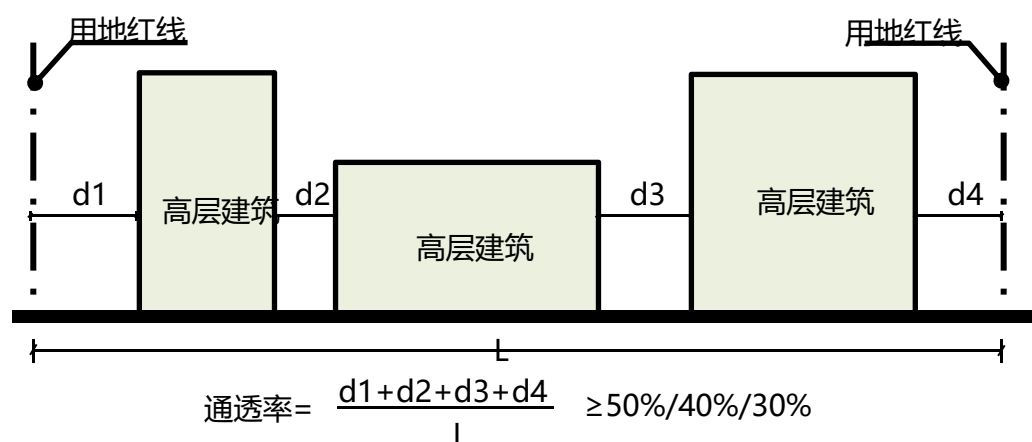 用地红线
用地红线
d1
高层建筑
d2
高层建筑
d3
高层建筑
d4
L
通透率= d1+d2+d3+d4 ≥50%/40%/30%
L